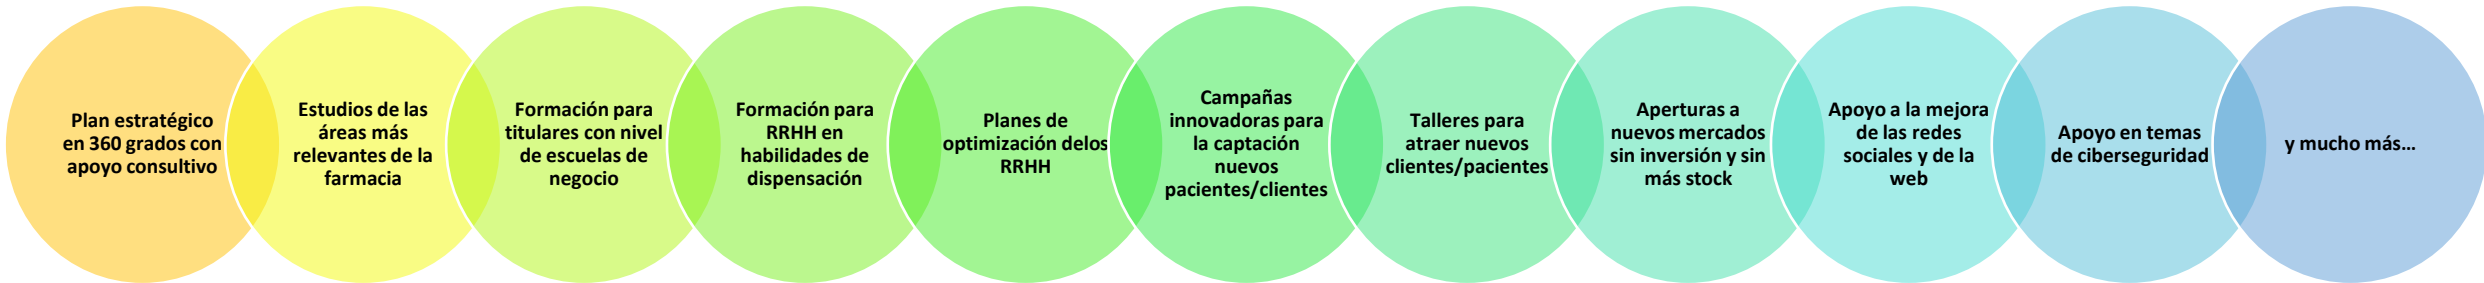 Plan estratégico
en 360 grados con
apoyo consultivo
Estudios de las
áreas más
relevantes de la
farmacia
Formación para
titulares con nivel
de escuelas de
negocio
Formación para
RRHH en
habilidades de
dispensación
Planes de
optimización delos
RRHH
Campañas
innovadoras para
la captación
nuevos
pacientes/clientes
Talleres para
atraer nuevos
clientes/pacientes
Aperturas a
nuevos mercados
sin inversión y sin
más stock
Apoyo a la mejora
de las redes
sociales y de la
web
Apoyo en temas
de ciberseguridad
y mucho más...